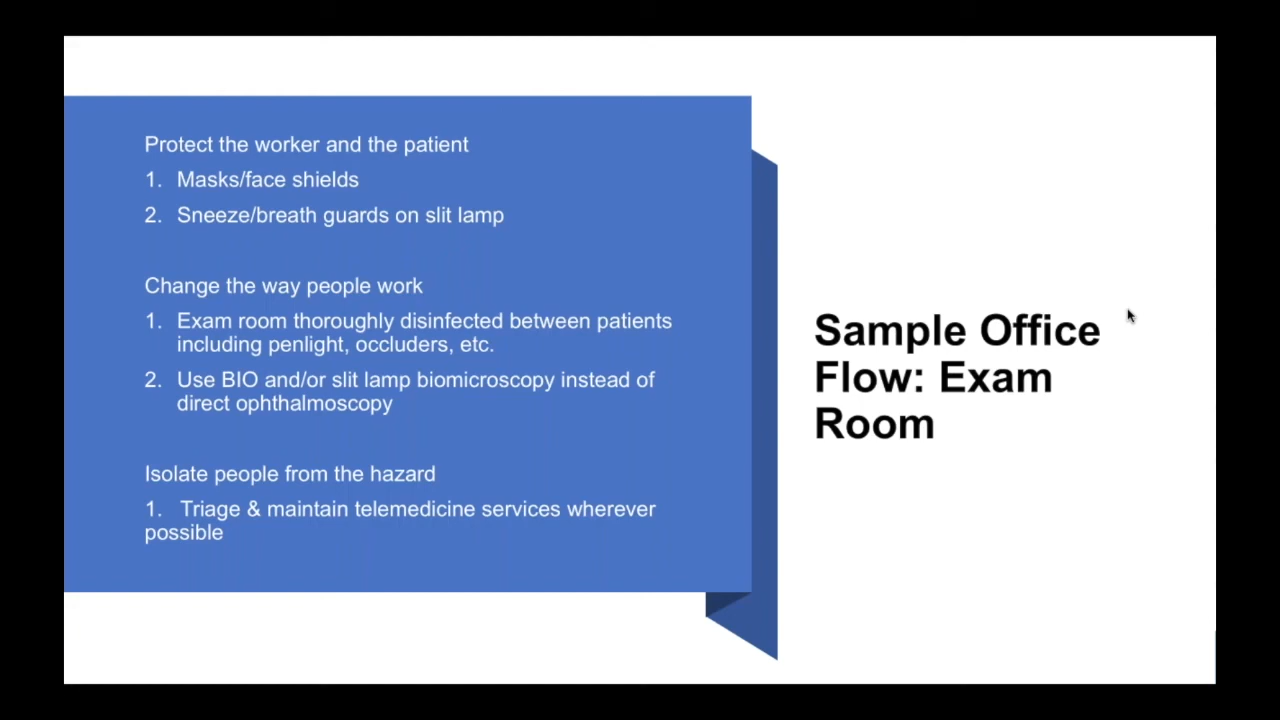 Protect the worker and the patient
1. Masks/face shields
2. Sneeze/breath guards on slit lamp
Change the way people work
1. Exam room thoroughly disinfected between patients
including penlight, occluders, etc.
2. Use BIO and/or slit lamp biomicroscopy instead of
direct ophthalmoscopy
Isolate people from the hazard
1. Triage & maintain telemedicine services wherever
possible
Sample Office
Flow: Exam
Room